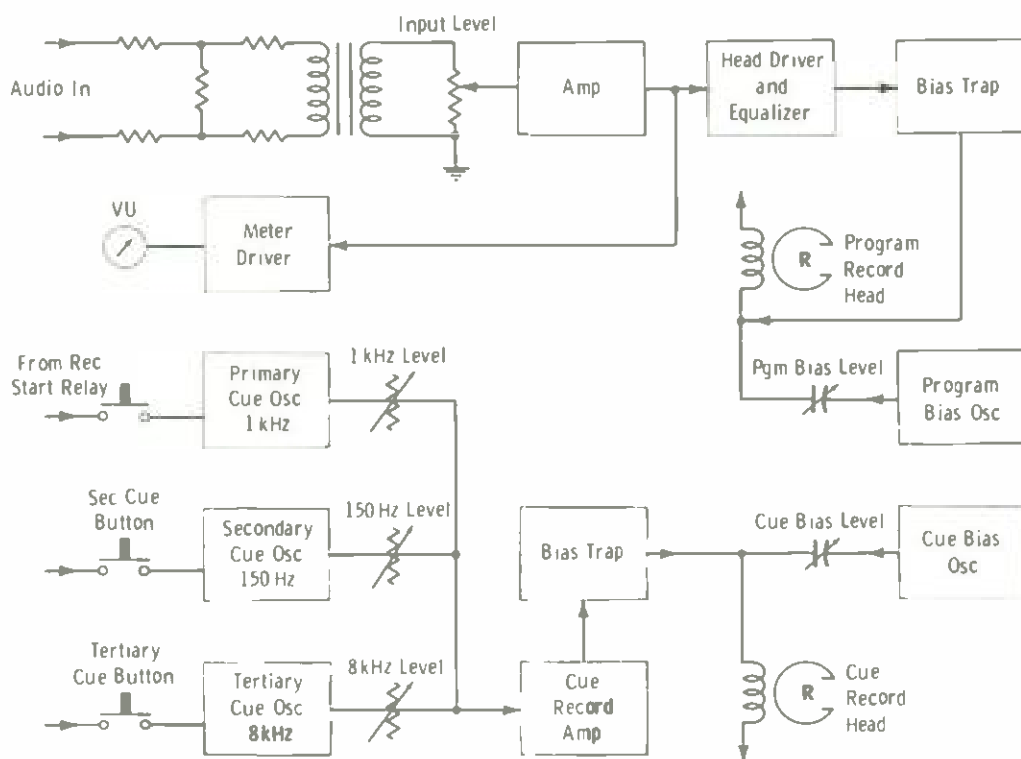 Input Level
Audio In
Amp
Head Driver
and
Equalizer
Bias Trap
VU
Meter
Driver
R
Program
Record
Head
From Rec
Start Relay
Primary
Cue Osc
1 kHz
1 kHz Level
Pgm Bias Level
Program
Bias Osc
Sec Cue
Button
Secondary
Cue Osc
150 Hz
150 Hz Level
Bias Trap
Cue Bias Level
Cue Bias
Osc
Tertiary
Cue Button
Tertiary
Cue Osc
8kHz
8kHz Level
Cue
Record
Amp
R
Cue
Record
Head